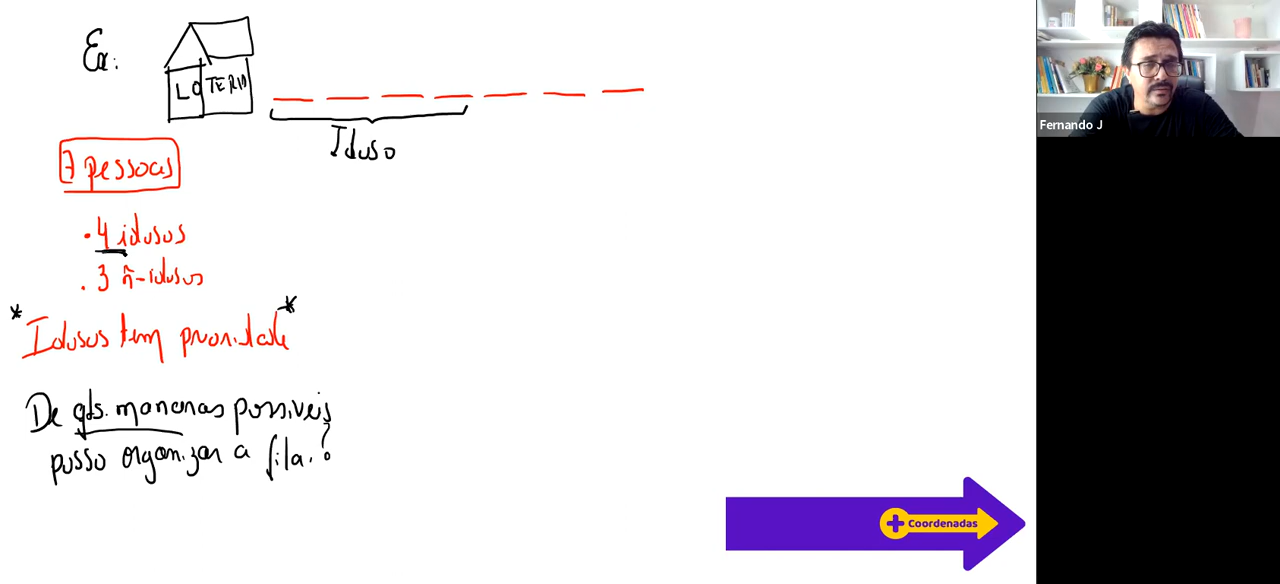 Ex:
LOTERIA
Idoso
7 pessoas
• 4 idosos
• 3 ñ-idosos
* Idosos tem prioridade *
De qts. maneiras possíveis
posso organizar a fila?
Fernando J
+ Coordenadas